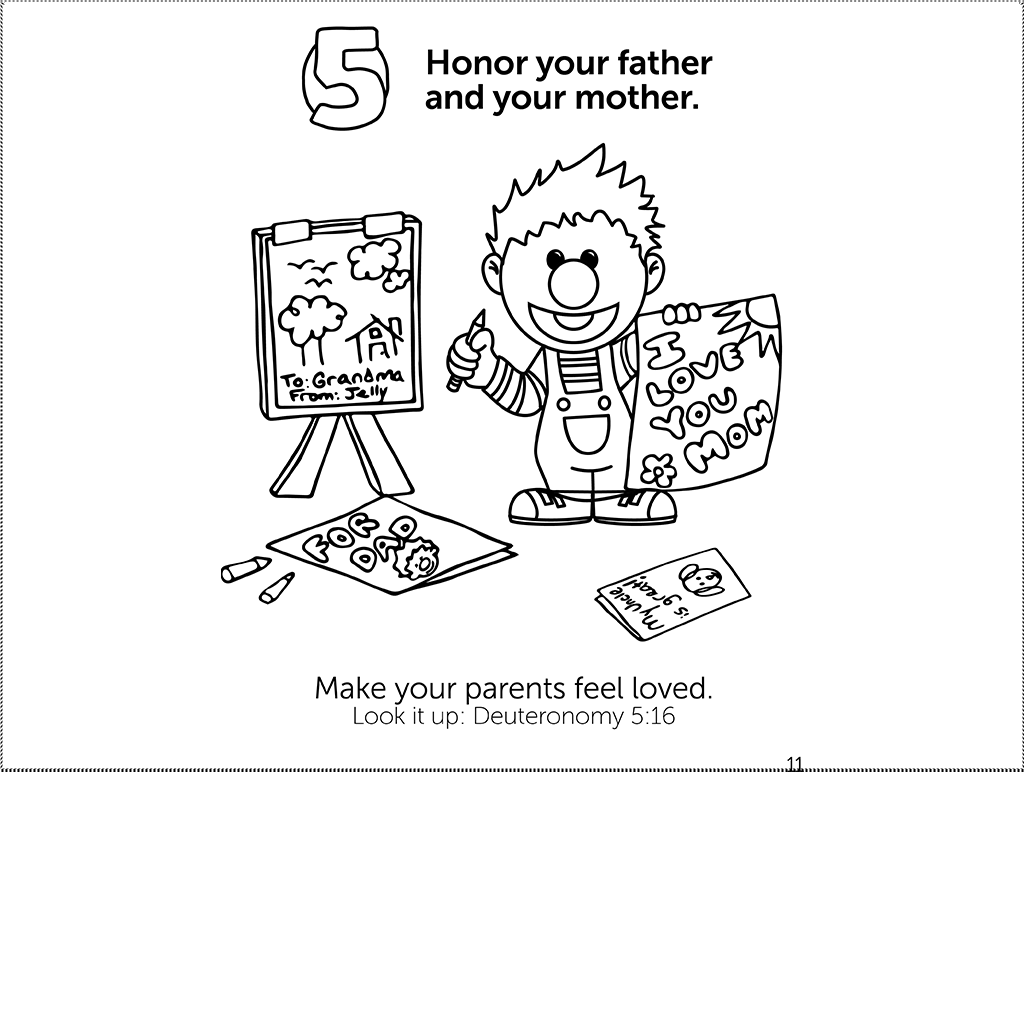 5
Honor your father
and your mother.
To: Grandma
From: Jelly
I
LOVE
YOU
MOM
FOR
DAD
My Uncle
is great!
Make your parents feel loved.
Look it up: Deuteronomy 5:16
11